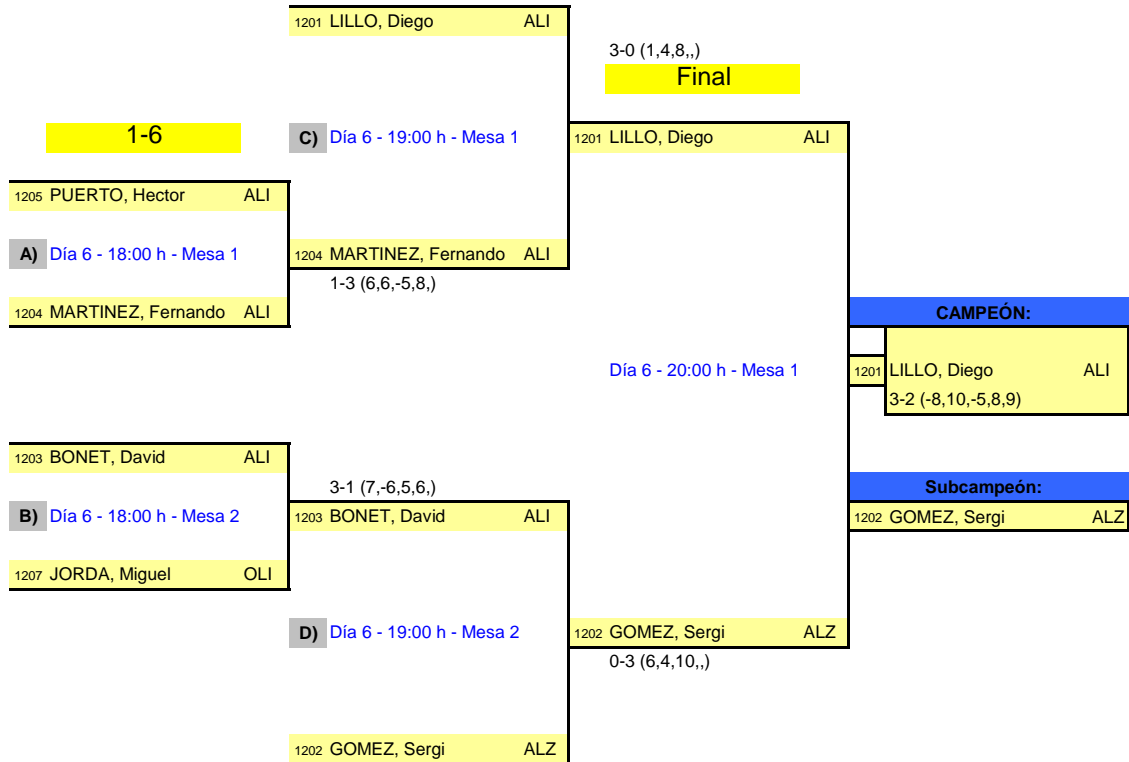 1201 LILLO, Diego ALI
3-0 (1,4,8,,)
Final
1-6
C) Día 6 - 19:00 h - Mesa 1
1201 LILLO, Diego ALI
1205 PUERTO, Hector ALI
A) Día 6 - 18:00 h - Mesa 1
1204 MARTINEZ, Fernando ALI
1-3 (6,6,-5,8,)
1204 MARTINEZ, Fernando ALI
CAMPEÓN:
Día 6 - 20:00 h - Mesa 1
1201 LILLO, Diego ALI
3-2 (-8,10,-5,8,9)
1203 BONET, David ALI
3-1 (7,-6,5,6,)
Subcampeón:
B) Día 6 - 18:00 h - Mesa 2
1203 BONET, David ALI
1202 GOMEZ, Sergi ALZ
1207 JORDA, Miguel OLI
D) Día 6 - 19:00 h - Mesa 2
1202 GOMEZ, Sergi ALZ
0-3 (6,4,10,,)
1202 GOMEZ, Sergi ALZ